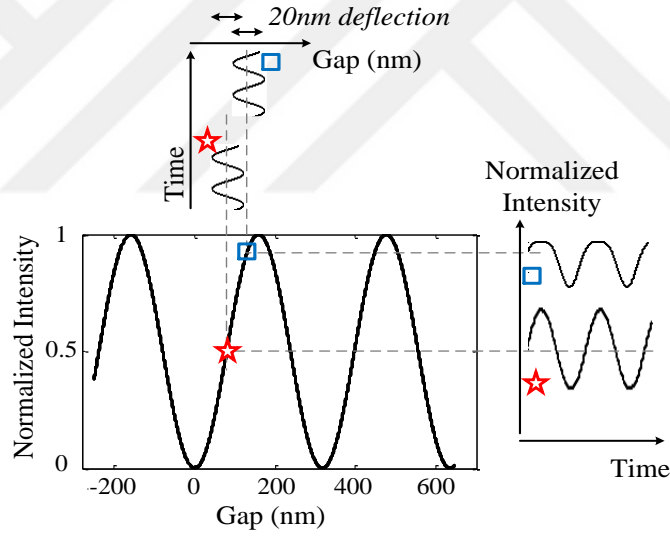 20nm deflection
Gap (nm)
Time
Normalized
Intensity
Normalized Intensity
1
0.5
0
-200
0
200
400
600
Gap (nm)
Time